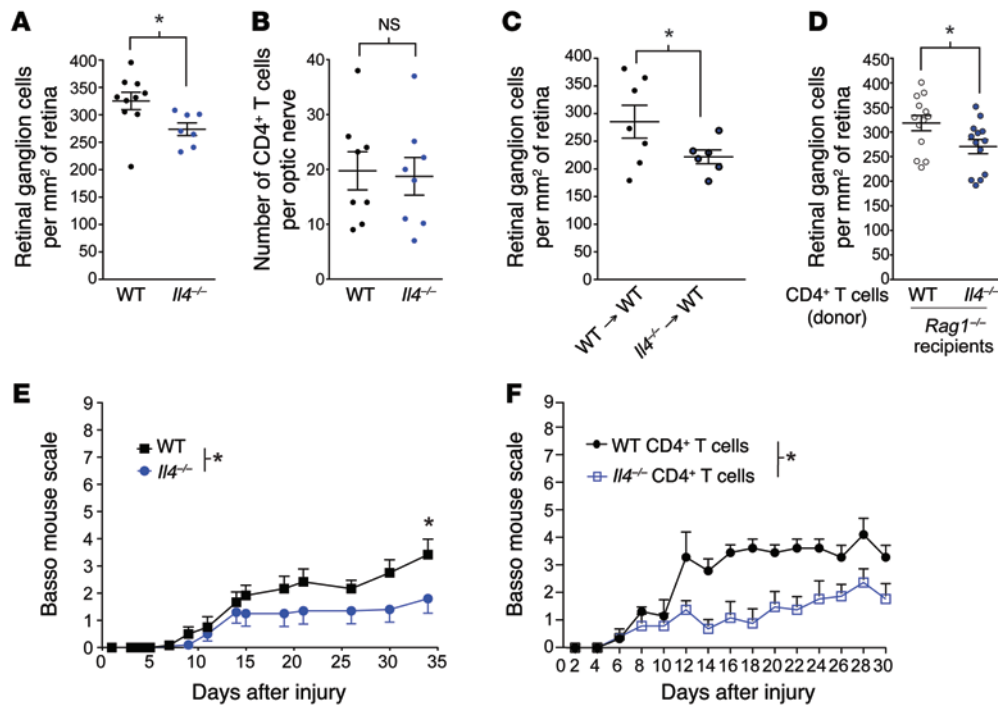 A
Retinal ganglion cells
per mm² of retina
400
350
300
250
200
150
100
50
0
*
WT
Il4⁻/⁻
B
Number of CD4⁺ T cells
per optic nerve
40
30
20
10
0
NS
WT
Il4⁻/⁻
C
Retinal ganglion cells
per mm² of retina
400
350
300
250
200
150
100
50
0
*
WT → WT
Il4⁻/⁻ → WT
D
Retinal ganglion cells
per mm² of retina
450
400
350
300
250
200
150
100
50
0
*
CD4⁺ T cells
(donor)
WT
Il4⁻/⁻
Rag1⁻/⁻
recipients
E
Basso mouse scale
9
8
7
6
5
4
3
2
1
0
WT
Il4⁻/⁻
*
*
0 5 10 15 20 25 30 35
Days after injury
F
Basso mouse scale
9
8
7
6
5
4
3
2
1
0
WT CD4⁺ T cells
Il4⁻/⁻ CD4⁺ T cells
*
0 2 4 6 8 10 12 14 16 18 20 22 24 26 28 30
Days after injury